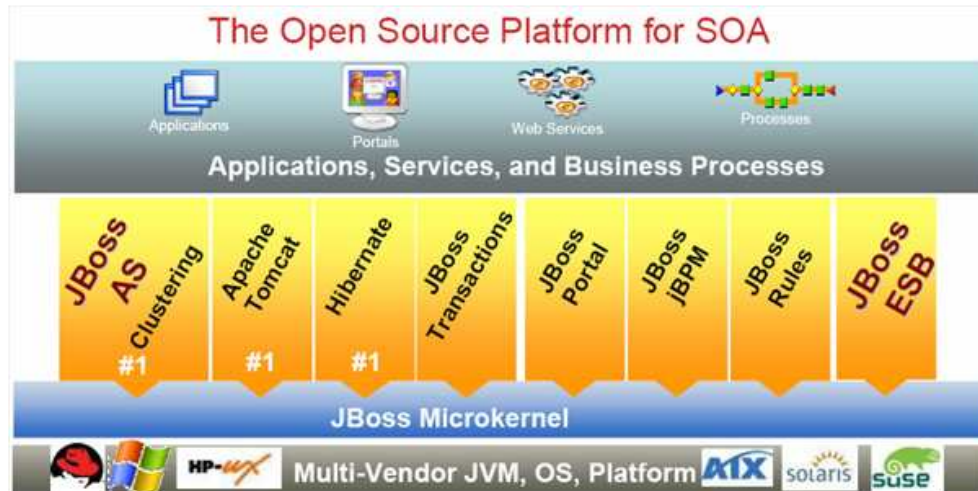 The Open Source Platform for SOA
Applications
Portals
Web Services
Processes
Applications, Services, and Business Processes
JBoss
AS
Clustering
#1
Apache
Tomcat
#1
Hibernate
#1
JBoss
Transactions
JBoss
Portal
JBoss
jBPM
JBoss
Rules
JBoss
ESB
JBoss Microkernel
HP-UX
Multi-Vendor JVM, OS, Platform
AIX
SOLARIS
SUSE